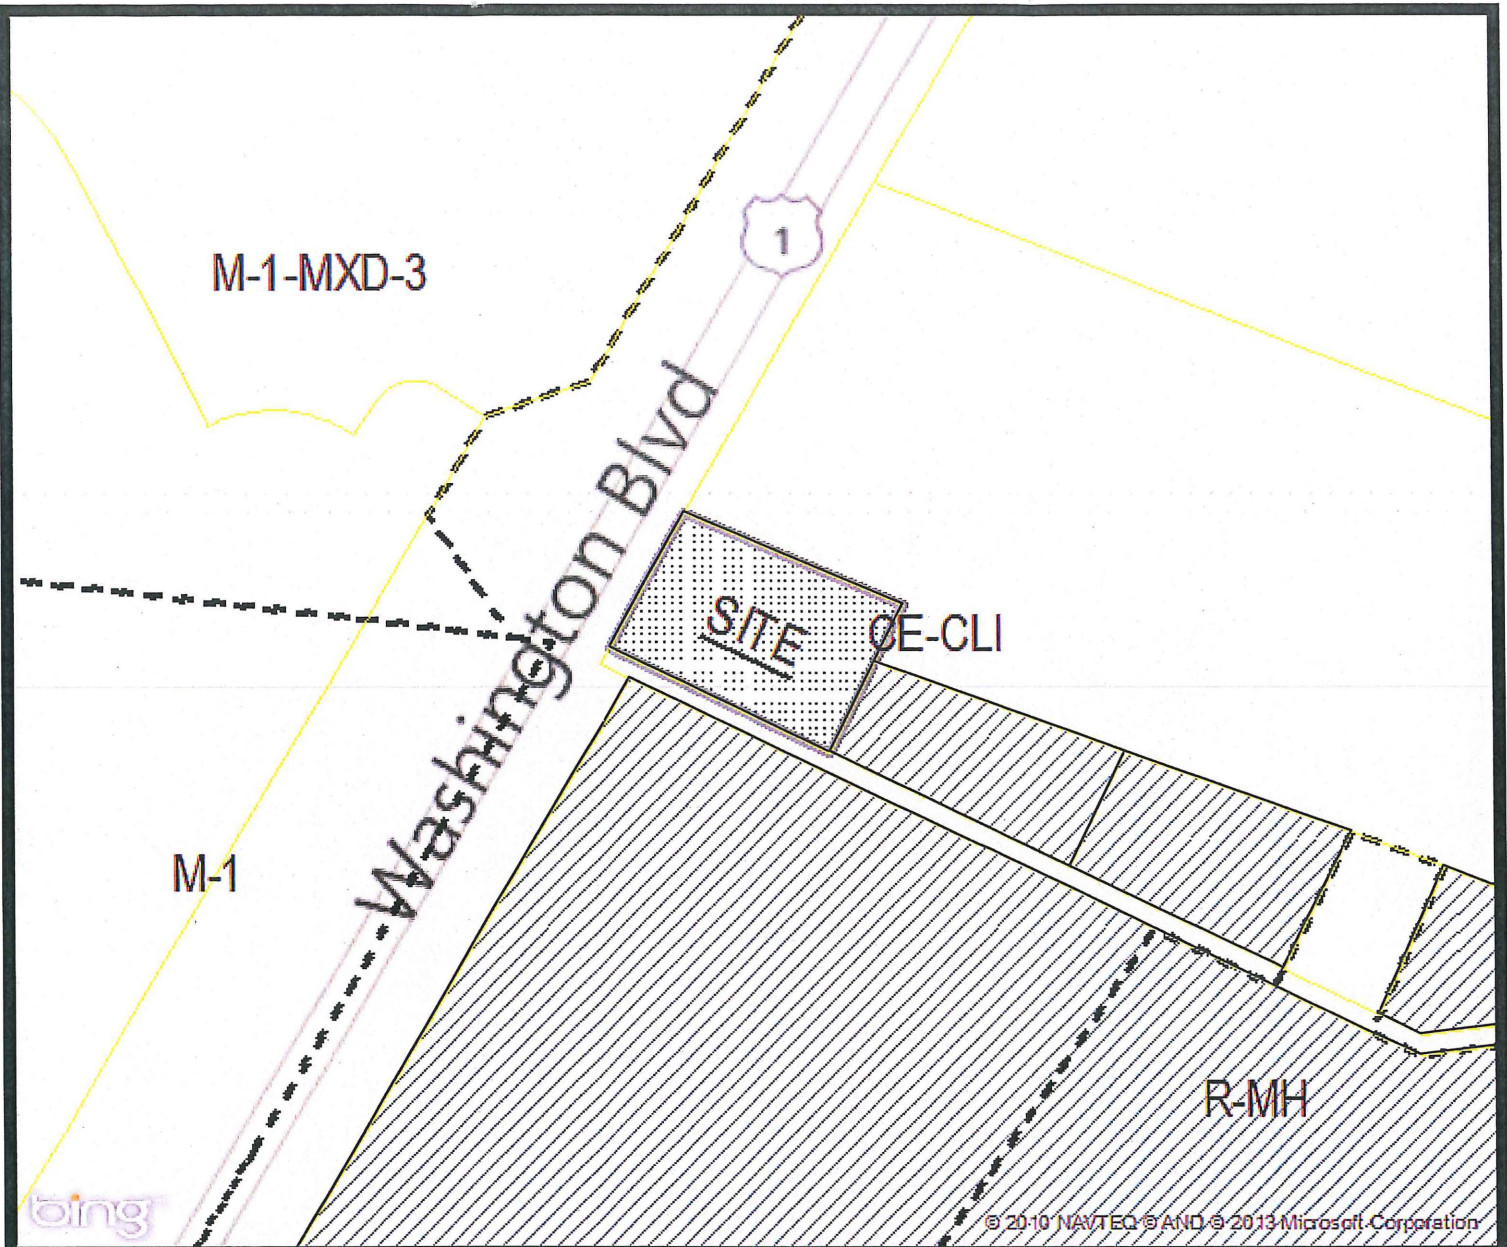 1
M-1-MXD-3
Washington Blvd
SITE
CE-CLI
M-1
R-MH
bing
© 2010 NAVTEQ © AND © 2013 Microsoft Corporation